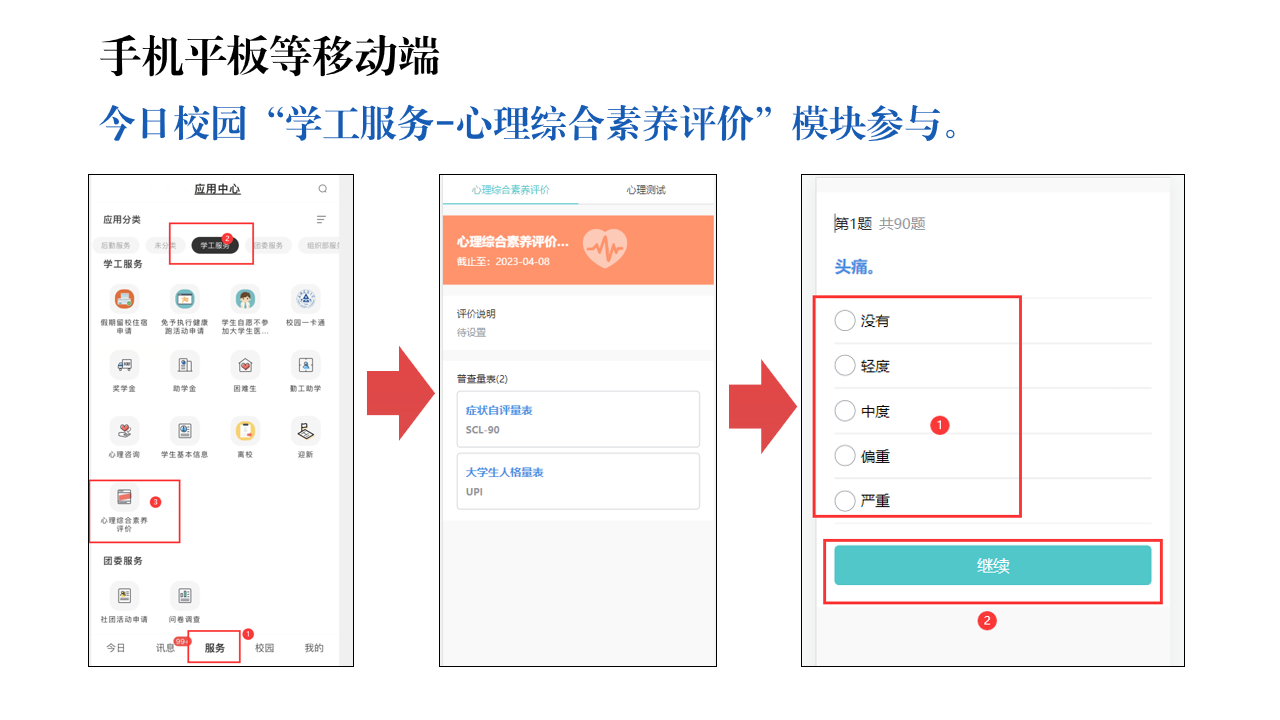 手机平板等移动端
今日校园“学工服务-心理综合素养评价”模块参与。
应用中心
应用分类
后勤服务 未分类 学工服务 2 团委服务 组织部服
学工服务
假期留校住宿申请 免予执行健康跑活动申请 学生自愿不参加大学生医... 校园一卡通
奖学金 助学金 困难生 勤工助学
心理咨询 学生基本信息 离校 迎新
3
心理综合素养
评价
团委服务
社团活动申请 问卷调查
1
今日 讯息 99+ 服务 校园 我的
心理综合素养评价 心理测试
心理综合素养评价...
截止至：2023-04-08
评价说明
待设置
普查量表(2)
症状自评量表
SCL-90
大学生人格量表
UPI
第1题 共90题
头痛。
没有
轻度
中度
1
偏重
严重
继续
2